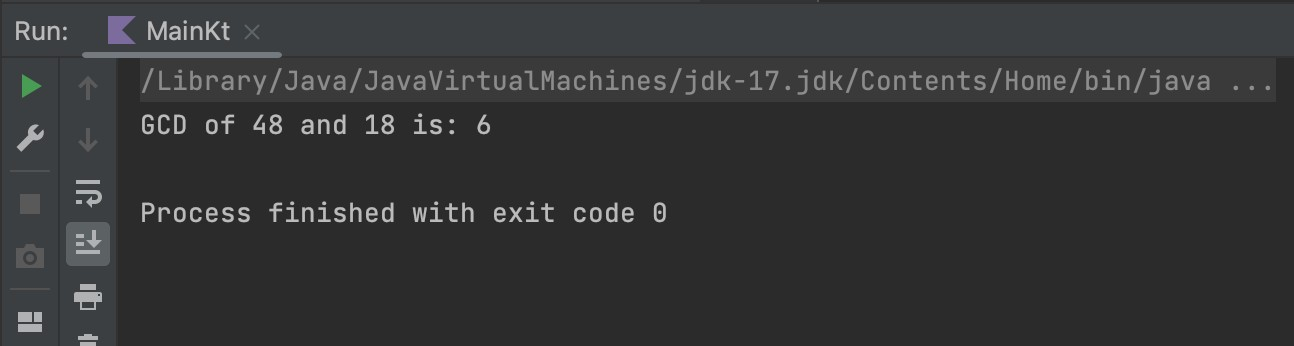 Run: MainKt
/Library/Java/JavaVirtualMachines/jdk-17.jdk/Contents/Home/bin/java ...
GCD of 48 and 18 is: 6
Process finished with exit code 0